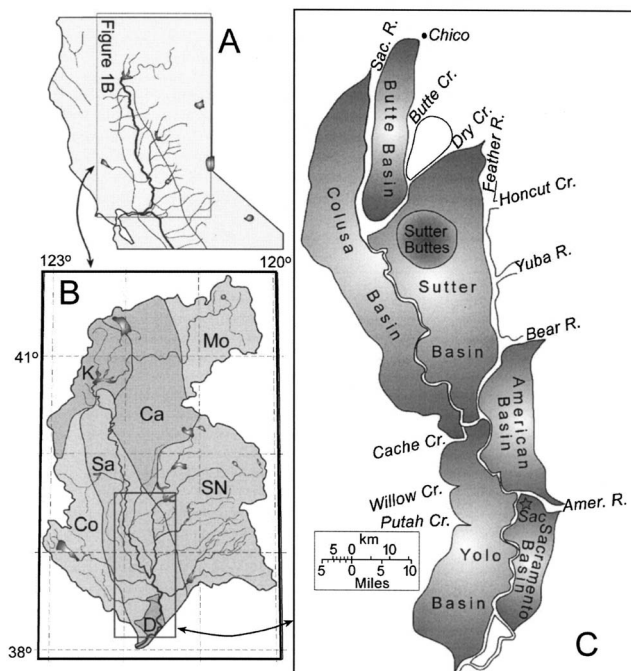 A
Figure 1B
123°
120°
B
41°
38°
Mo
K
Ca
Sa
SN
Co
D
Chico
Sac. R.
Butte Cr.
Butte Basin
Dry Cr.
Feather R.
Honcut Cr.
Colusa Basin
Sutter
Buttes
Yuba R.
Sutter
Basin
Bear R.
American
Basin
Cache Cr.
Willow Cr.
Putah Cr.
Amer. R.
Sac
Sacramento
Basin
Yolo
Basin
km
5 0 10
5 0 10
Miles
C